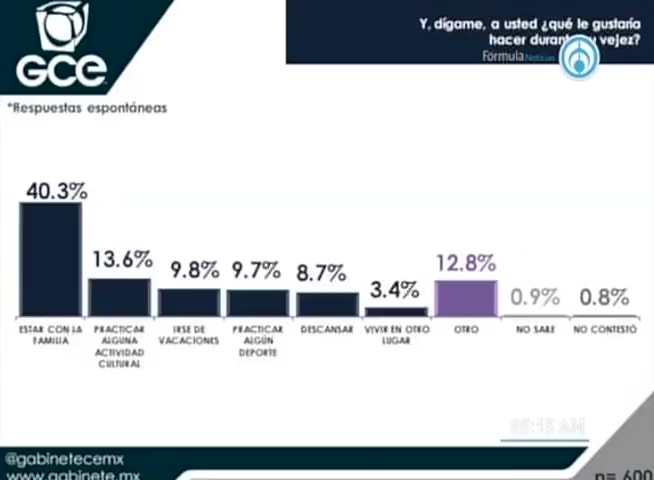 GCE
Y, dígame, a usted ¿qué le gustaría
hacer vejez?
Fórmula Noticias
*Respuestas espontáneas
40.3%
13.6%
9.8%
9.7%
8.7%
3.4%
12.8%
0.9%
0.8%
ESTAR CON LA
FAMILIA
PRACTICAR
ALGUNA
ACTIVIDAD
CULTURAL
IRSE DE
VACACIONES
PRACTICAR
ALGÚN
DEPORTE
DESCANSAR
VIVIR EN OTRO
LUGAR
OTRO
NO SABE
NO CONTESTÓ
@gabinetecemx
www.gabinete.mx
n= 600